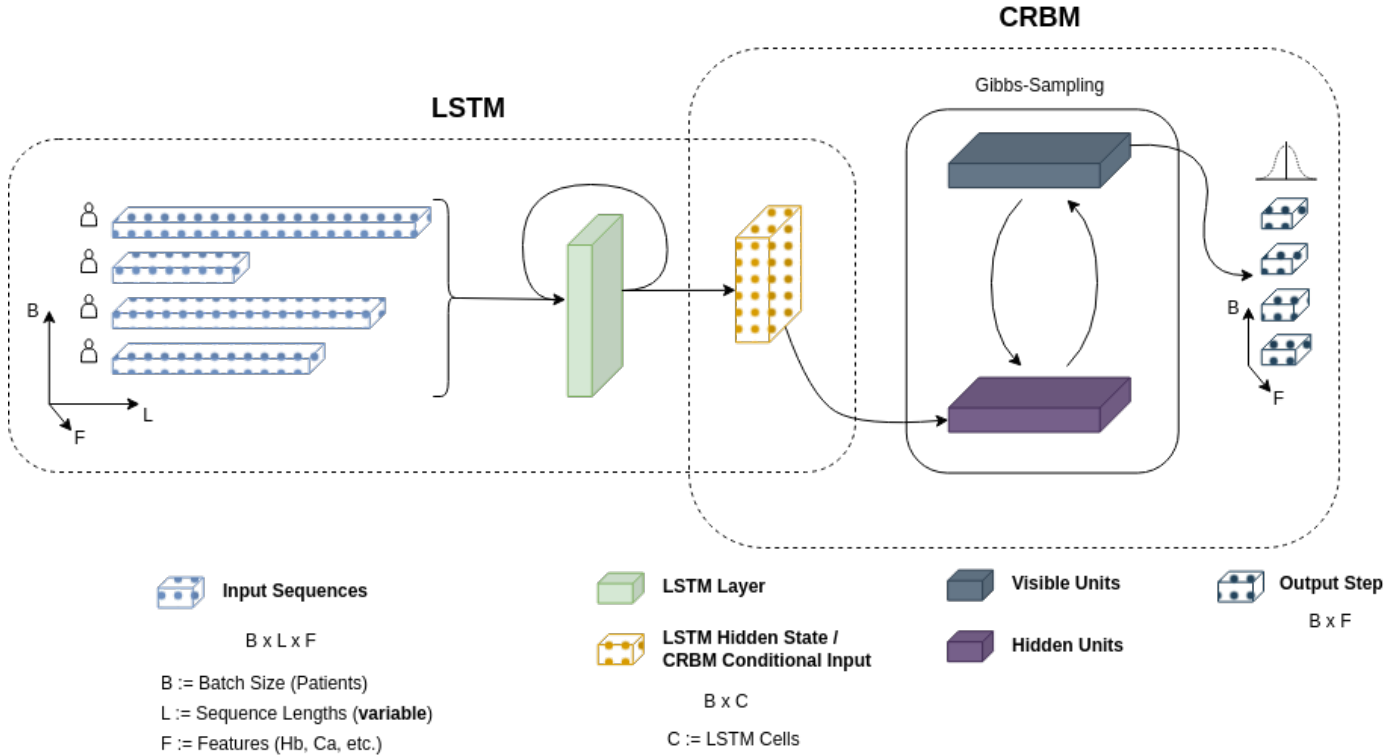 CRBM
LSTM
Gibbs-Sampling
B
L
F
B
F
Input Sequences
B x L x F
B := Batch Size (Patients)
L := Sequence Lengths (variable)
F := Features (Hb, Ca, etc.)
LSTM Layer
LSTM Hidden State /
CRBM Conditional Input
B x C
C := LSTM Cells
Visible Units
Hidden Units
Output Step
B x F